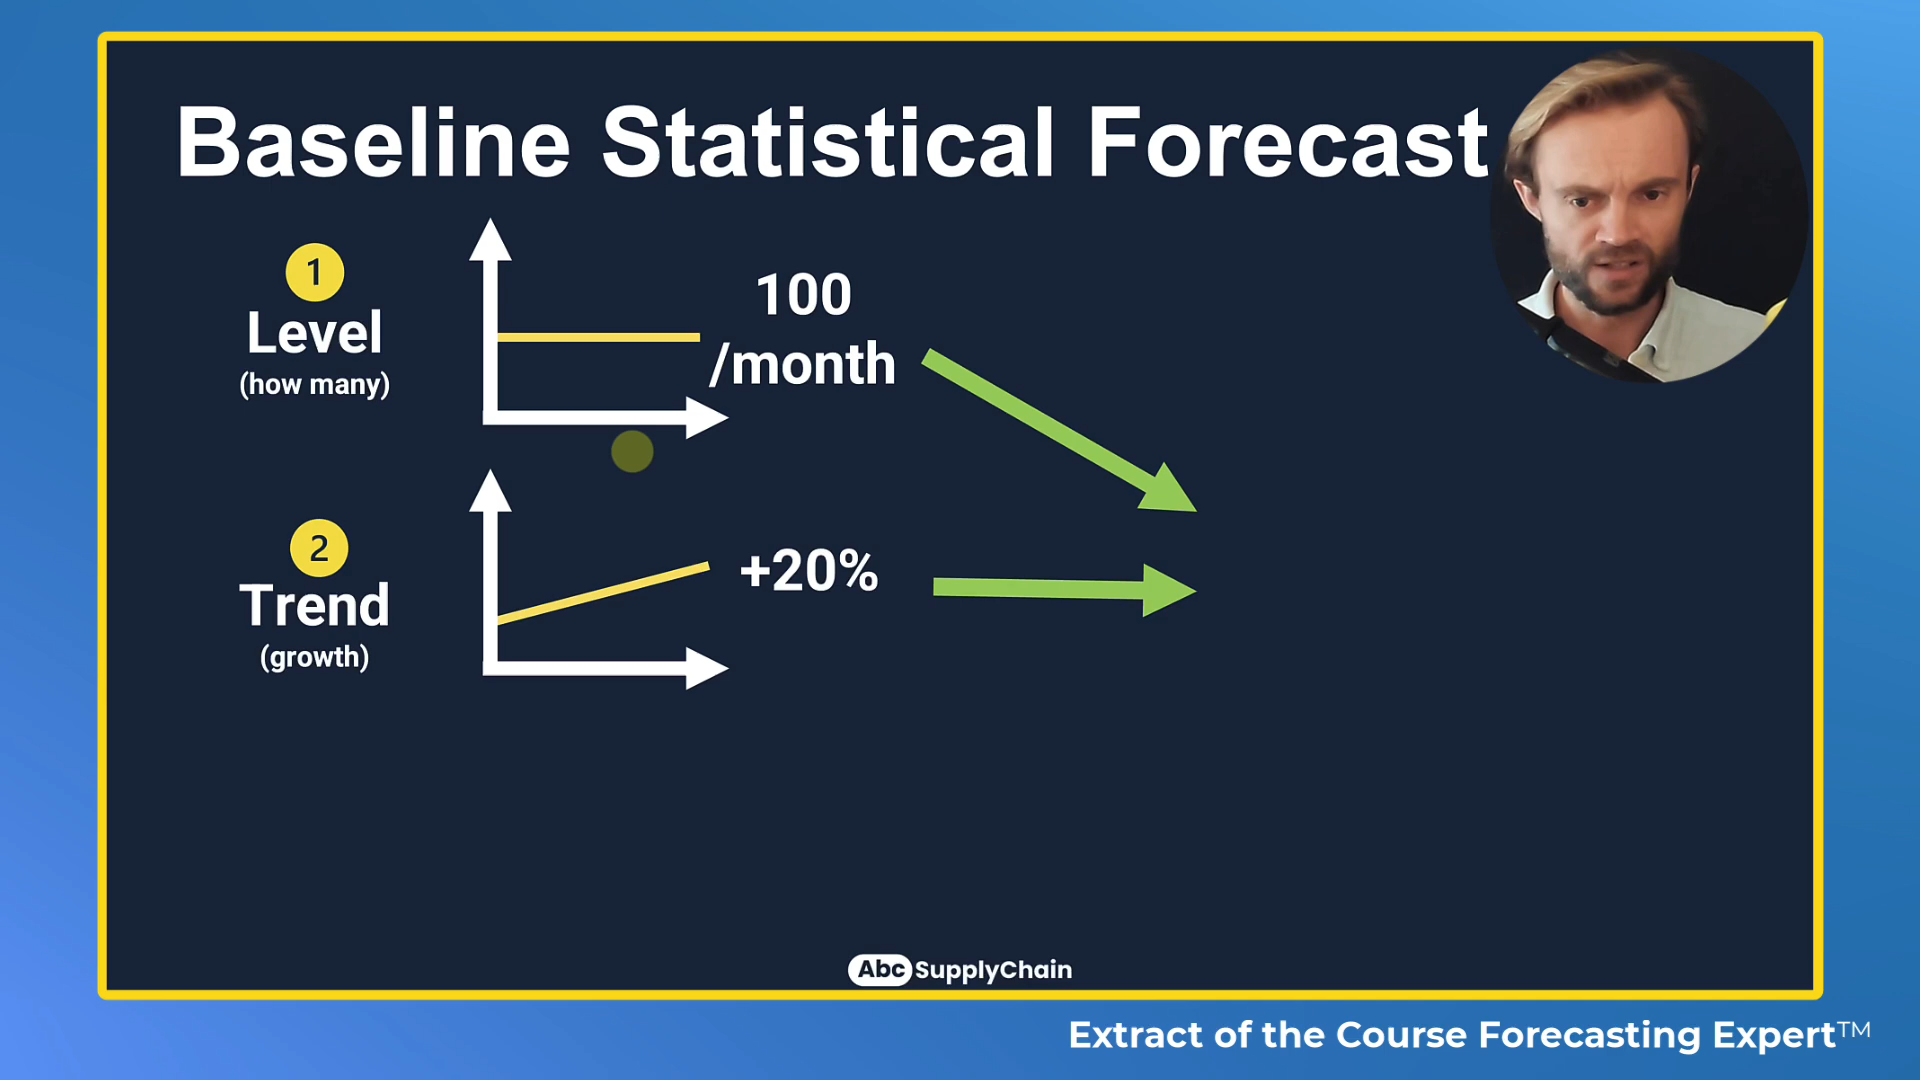 Baseline Statistical Forecast
1
Level
(how many)
100
/month
2
Trend
(growth)
+20%
Abc SupplyChain
Extract of the Course Forecasting Expert™